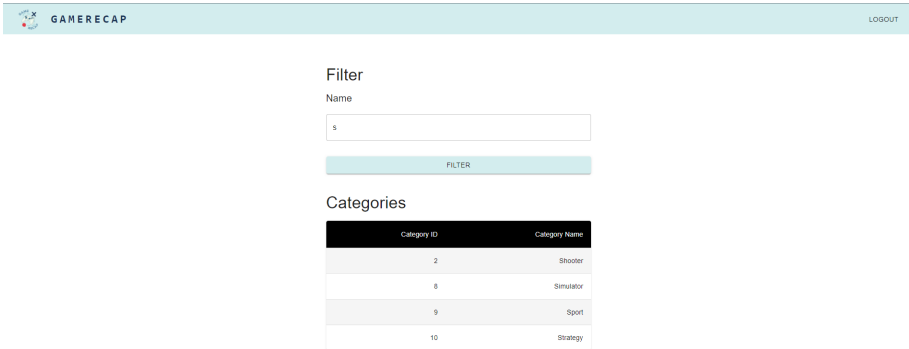 GAMERECAP LOGOUT
Filter
Name
s
FILTER
Categories
Category ID Category Name
2 Shooter
8 Simulator
9 Sport
10 Strategy